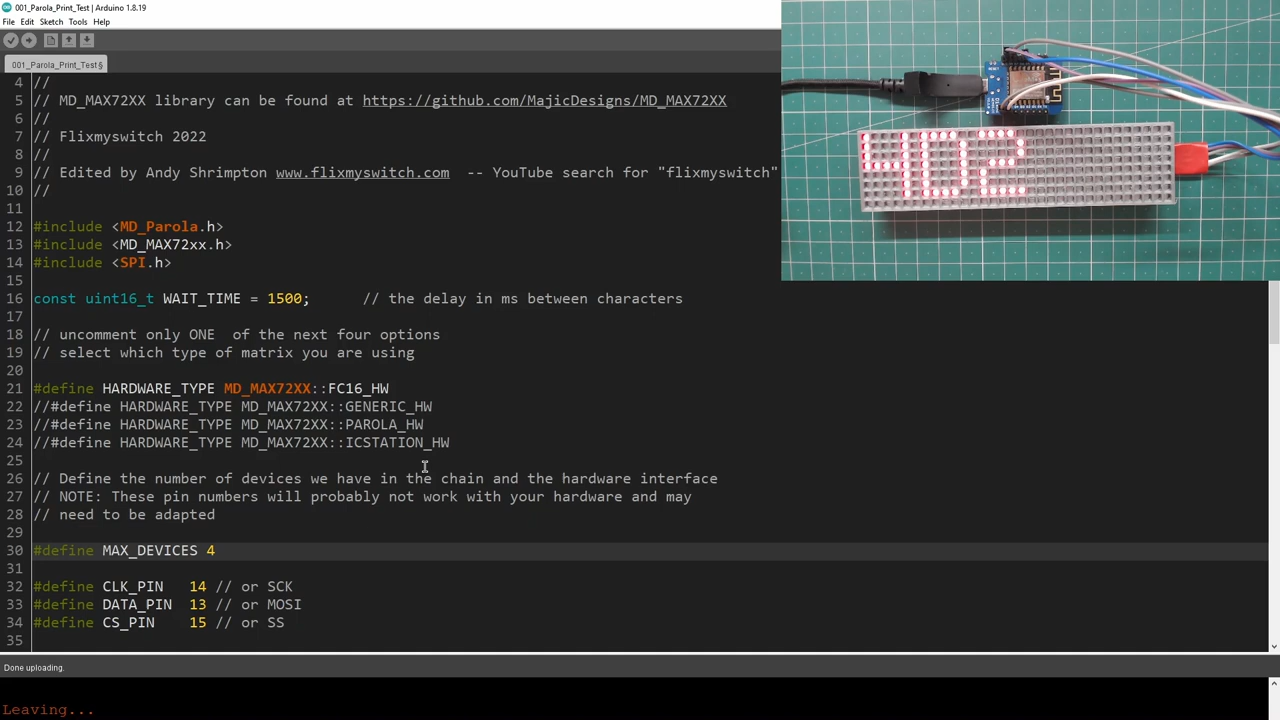 001_Parola_Print_Test | Arduino 1.8.19
File Edit Sketch Tools Help
001_Parola_Print_Test§
4 //
5 // MD_MAX72XX library can be found at https://github.com/MajicDesigns/MD_MAX72XX
6 //
7 // Flixmyswitch 2022
8 //
9 // Edited by Andy Shrimpton www.flixmyswitch.com -- YouTube search for "flixmyswitch"
10 //
11
12 #include <MD_Parola.h>
13 #include <MD_MAX72xx.h>
14 #include <SPI.h>
15
16 const uint16_t WAIT_TIME = 1500; // the delay in ms between characters
17
18 // uncomment only ONE of the next four options
19 // select which type of matrix you are using
20
21 #define HARDWARE_TYPE MD_MAX72XX::FC16_HW
22 //#define HARDWARE_TYPE MD_MAX72XX::GENERIC_HW
23 //#define HARDWARE_TYPE MD_MAX72XX::PAROLA_HW
24 //#define HARDWARE_TYPE MD_MAX72XX::ICSTATION_HW
25
26 // Define the number of devices we have in the chain and the hardware interface
27 // NOTE: These pin numbers will probably not work with your hardware and may
28 // need to be adapted
29
30 #define MAX_DEVICES 4
31
32 #define CLK_PIN 14 // or SCK
33 #define DATA_PIN 13 // or MOSI
34 #define CS_PIN 15 // or SS
35
Done uploading.
Leaving...